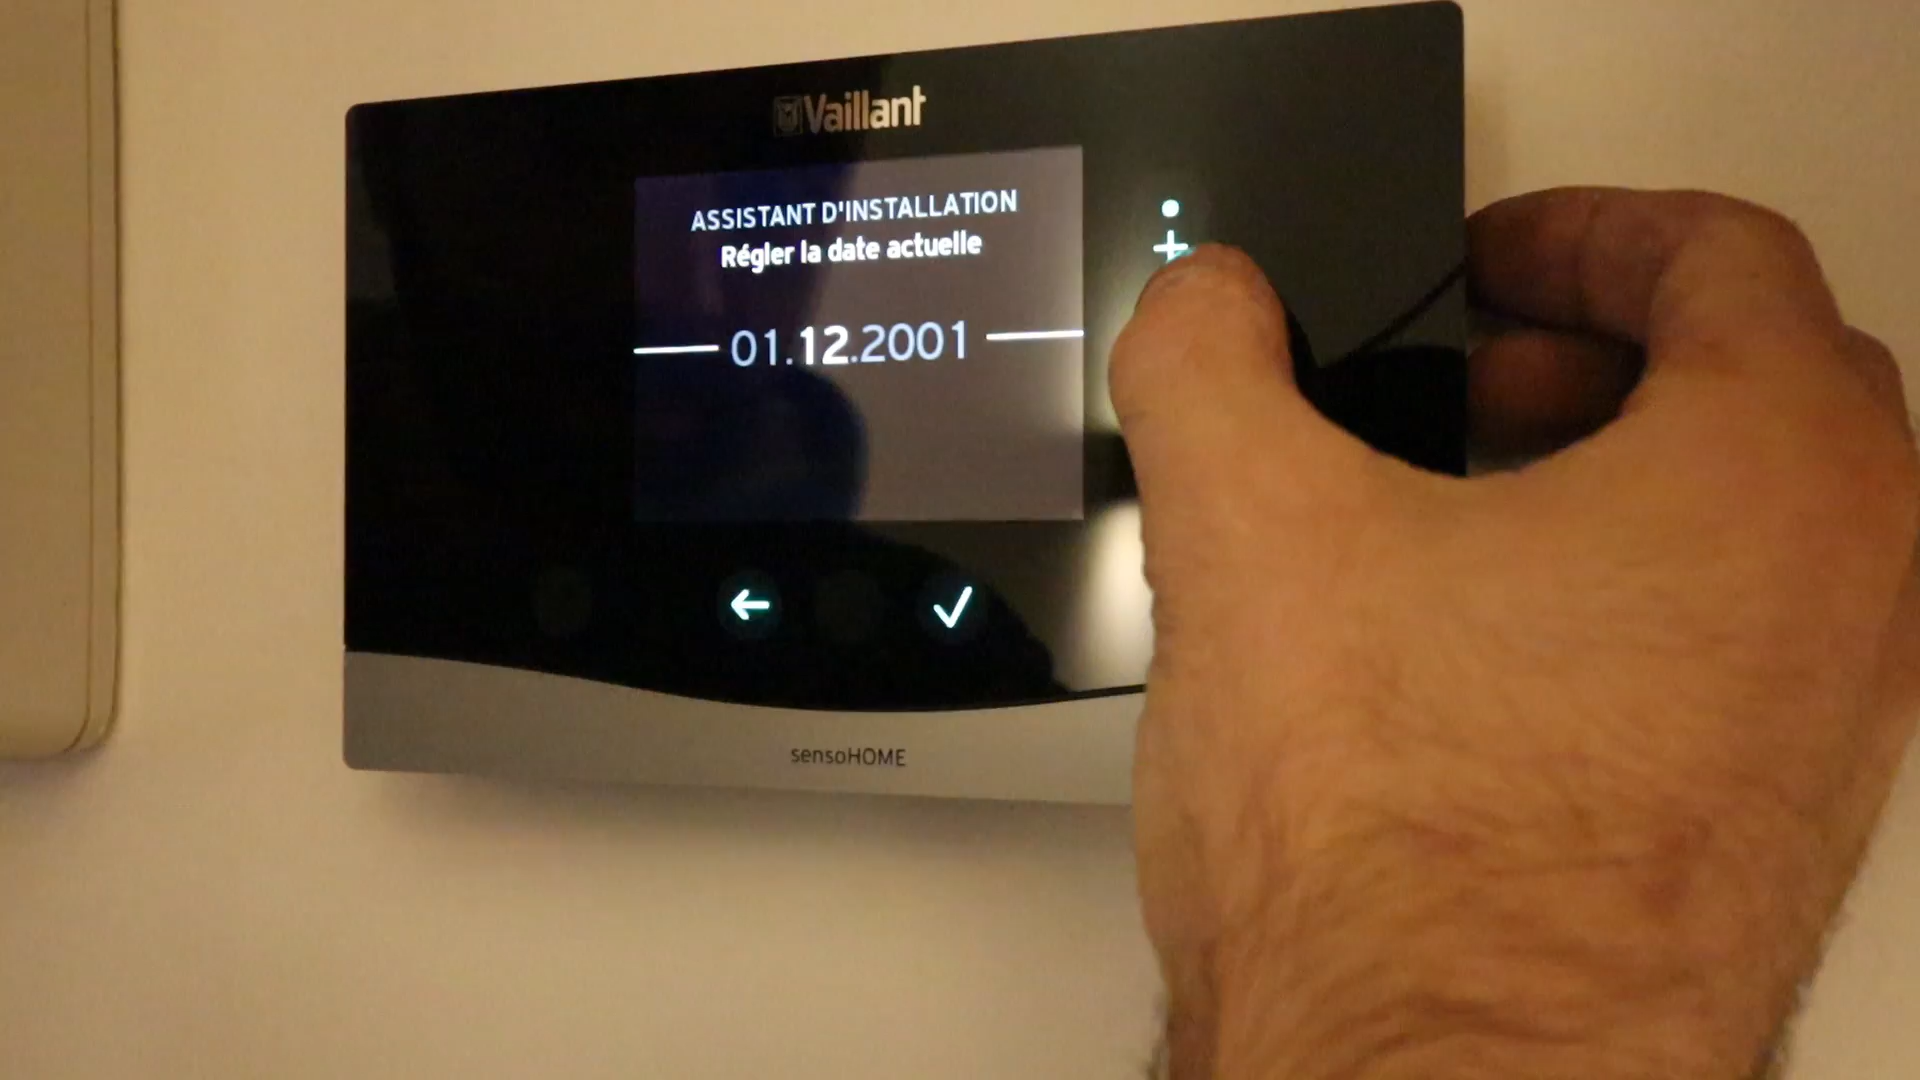 Vaillant
ASSISTANT D'INSTALLATION
Régler la date actuelle
01.12.2001
sensoHOME